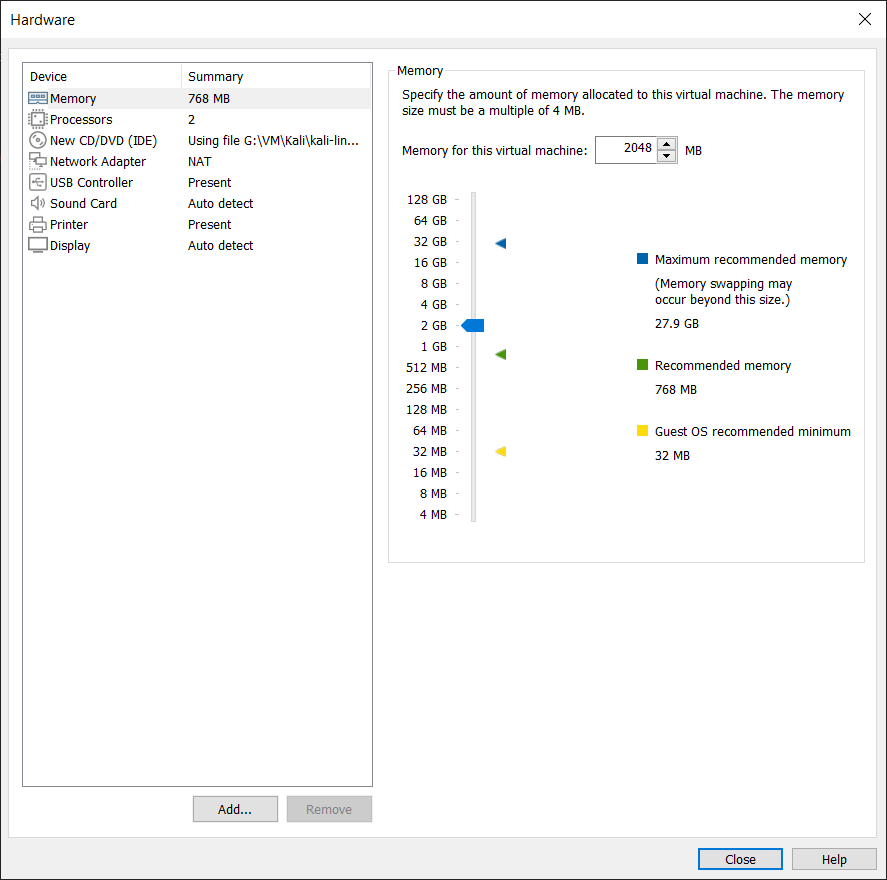 Hardware
Device Summary
Memory 768 MB
Processors 2
New CD/DVD (IDE) Using file G:\VM\Kali\kali-lin...
Network Adapter NAT
USB Controller Present
Sound Card Auto detect
Printer Present
Display Auto detect
Add... Remove
Memory
Specify the amount of memory allocated to this virtual machine. The memory
size must be a multiple of 4 MB.
Memory for this virtual machine: 2048 MB
128 GB
64 GB
32 GB
16 GB
8 GB
4 GB
2 GB
1 GB
512 MB
256 MB
128 MB
64 MB
32 MB
16 MB
8 MB
4 MB
Maximum recommended memory
(Memory swapping may
occur beyond this size.)
27.9 GB
Recommended memory
768 MB
Guest OS recommended minimum
32 MB
Close Help